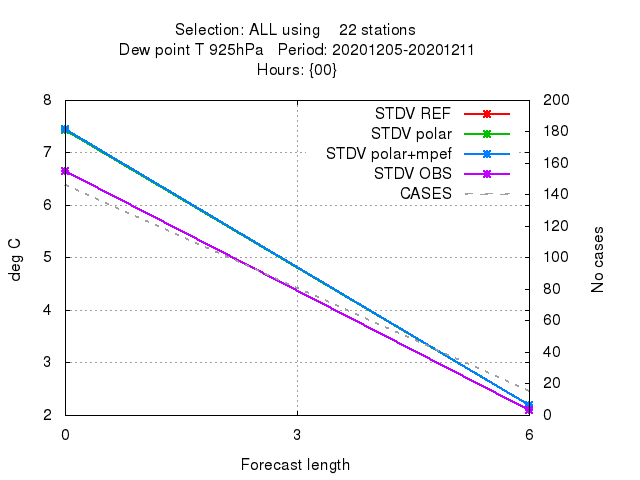 Selection: ALL using    22 stations
Dew point T 925hPa   Period: 20201205-20201211
Hours: {00}
8
7
6
5
4
3
2
deg C
200
180
160
140
120
100
80
60
40
20
0
No cases
STDV REF
STDV polar
STDV polar+mpef
STDV OBS
CASES
0 3 6
Forecast length